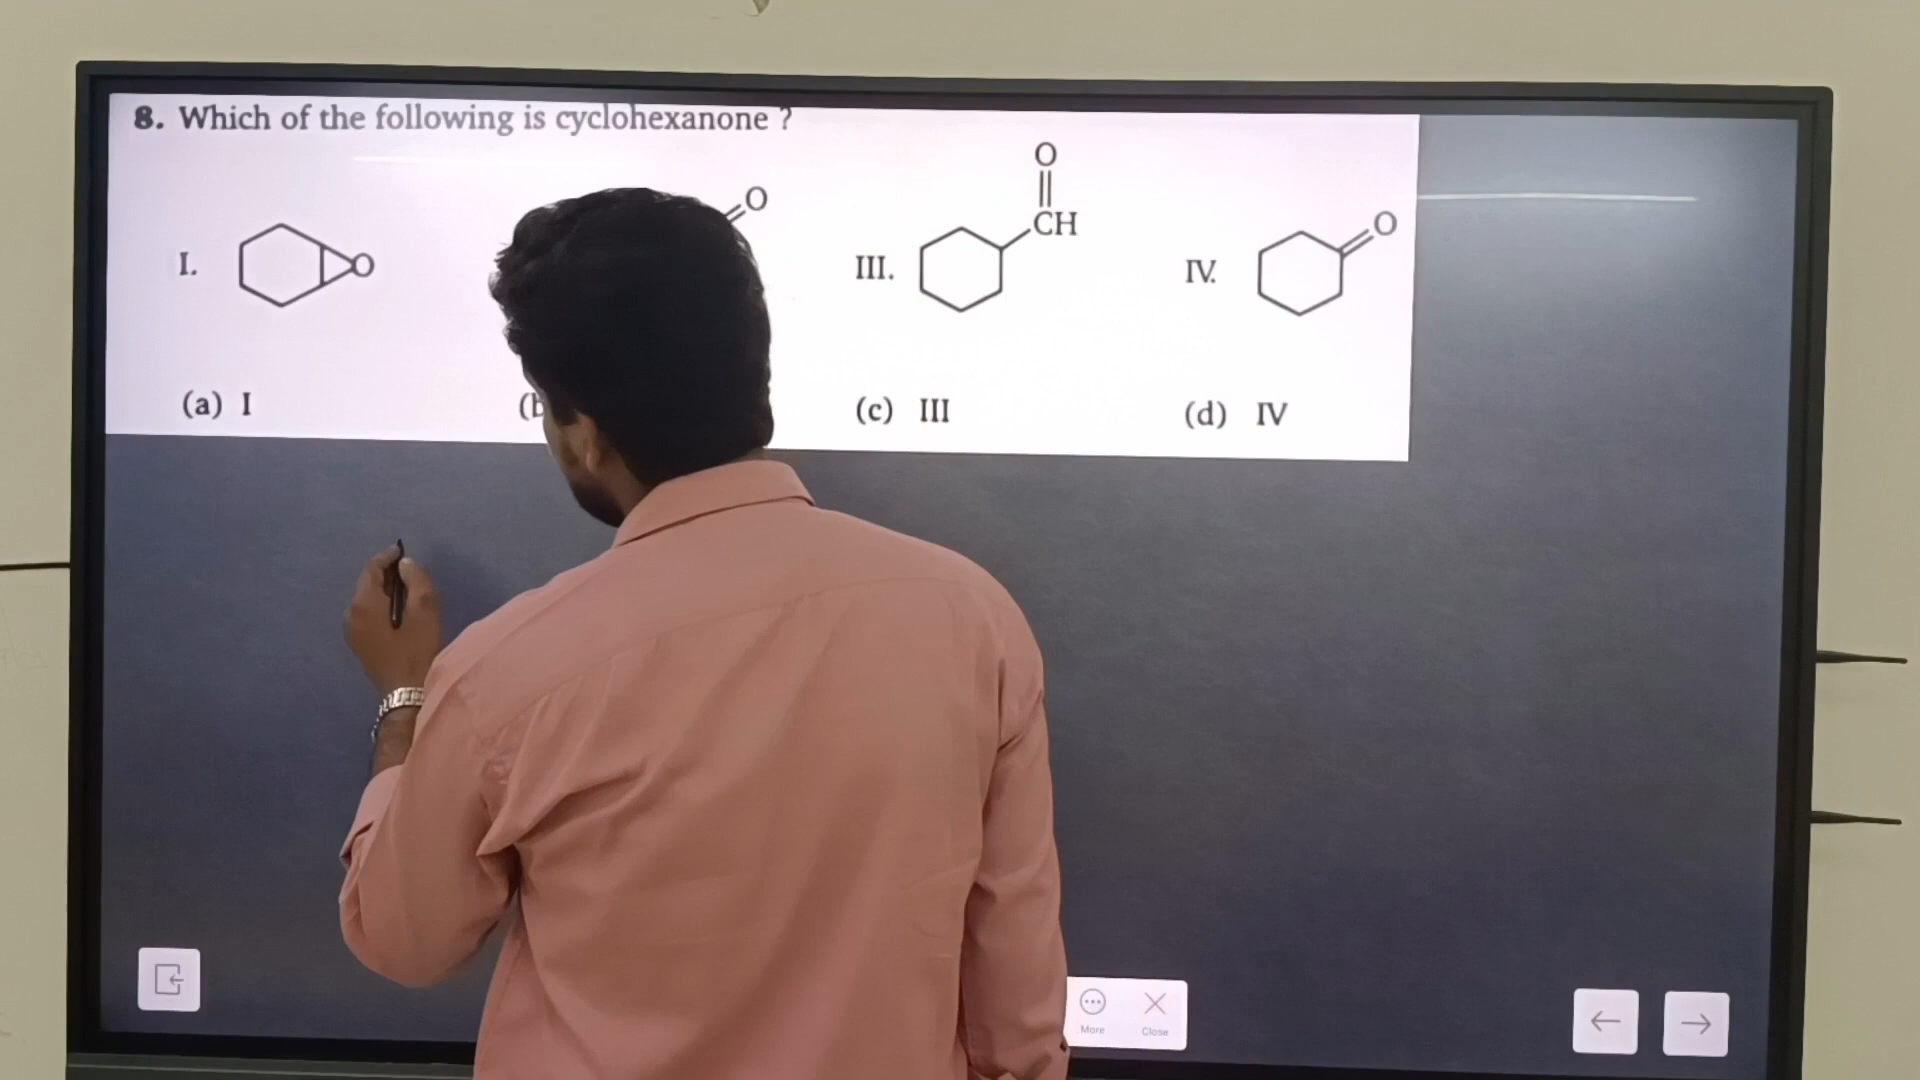 8. Which of the following is cyclohexanone ?
O
O
||
CH
O
I. O
III.
IV.
(a) I
(b
(c) III
(d) IV
More Close